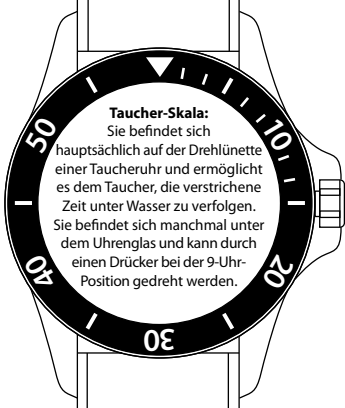 Taucher-Skala:
Sie befindet sich
hauptsächlich auf der Drehlünette
einer Taucheruhr und ermöglicht
es dem Taucher, die verstrichene
Zeit unter Wasser zu verfolgen.
Sie befindet sich manchmal unter
dem Uhrenglas und kann durch
einen Drücker bei der 9-Uhr-
Position gedreht werden.
10
20
30
40
50